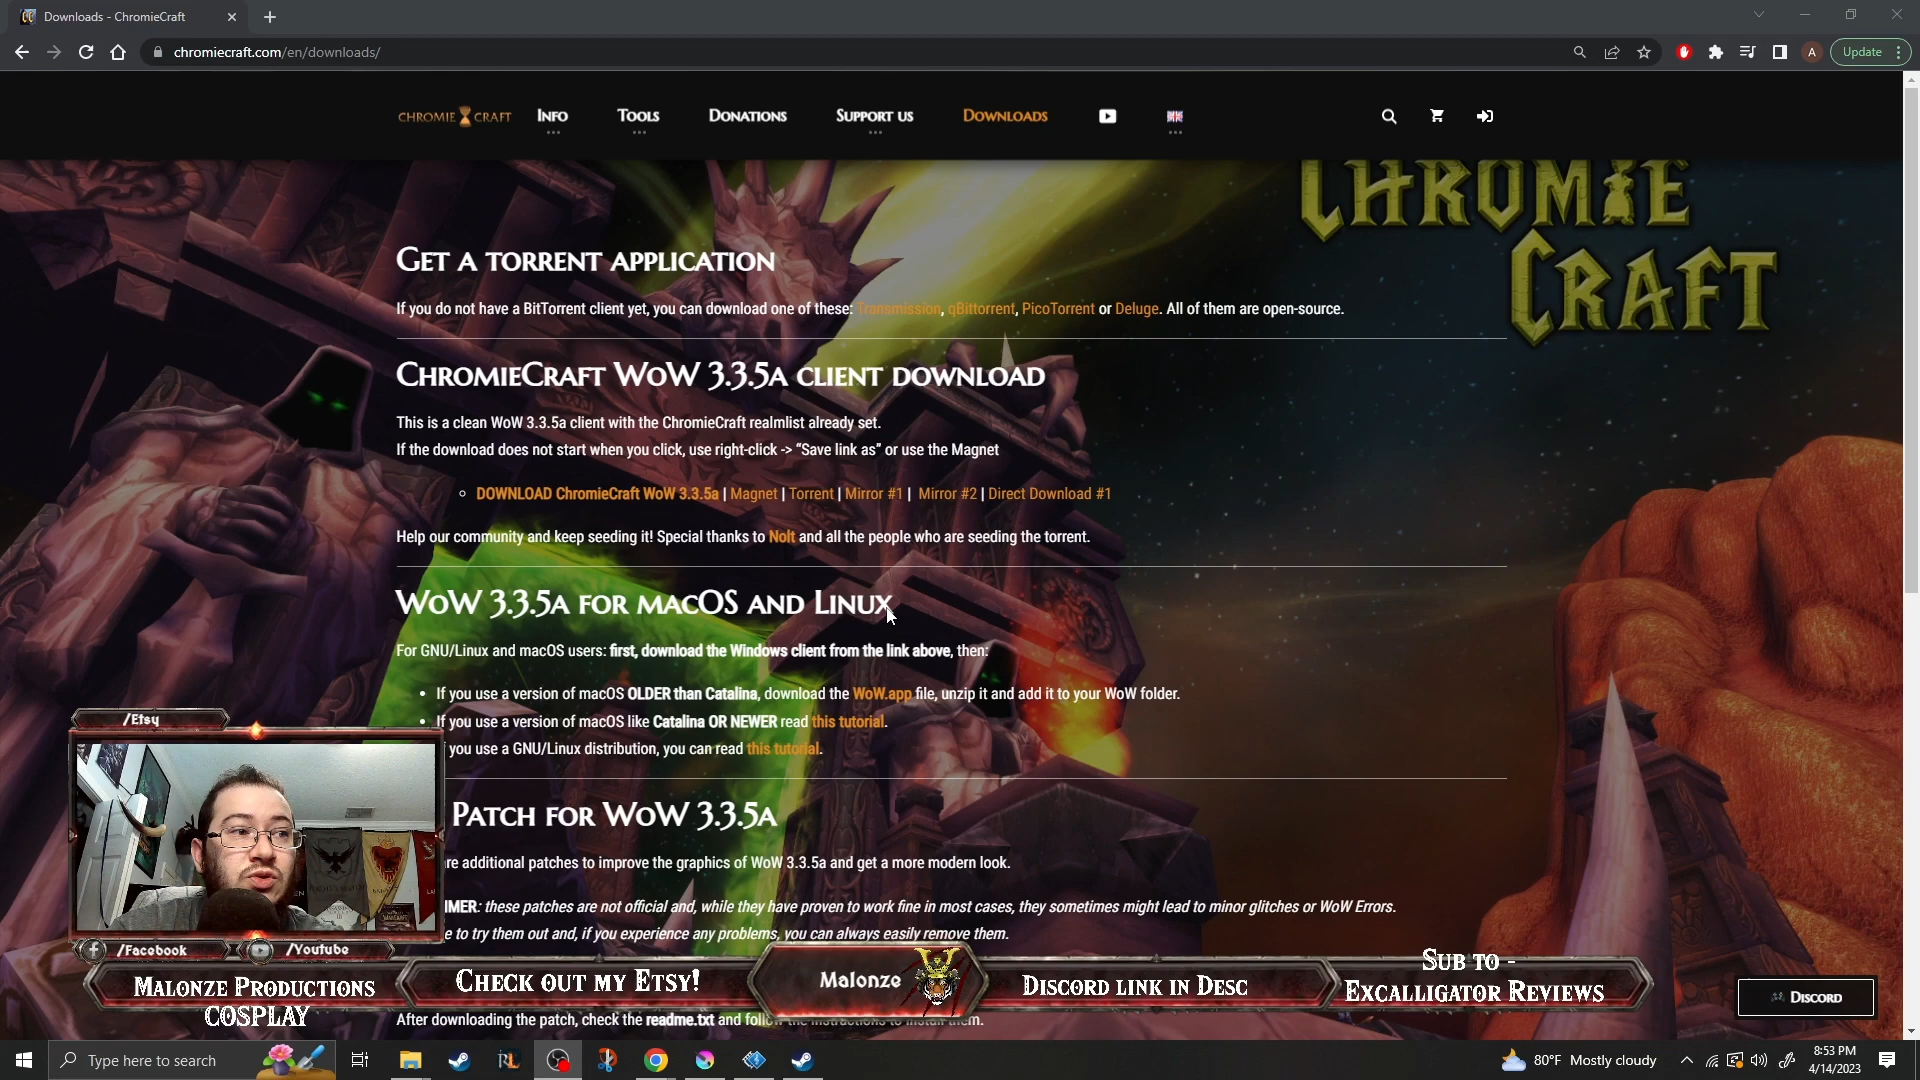 Downloads - ChromieCraft
chromiecraft.com/en/downloads/
A
Update
CHROMIE CRAFT
Info
Tools
Donations
Support us
Downloads
CHROMIE
CRAFT
Get a torrent application
If you do not have a BitTorrent client yet, you can download one of these: Transmission, qBittorrent, PicoTorrent or Deluge. All of them are open-source.
ChromieCraft WoW 3.3.5a client download
This is a clean WoW 3.3.5a client with the ChromieCraft realmlist already set.
If the download does not start when you click, use right-click -> “Save link as” or use the Magnet
DOWNLOAD ChromieCraft WoW 3.3.5a | Magnet | Torrent | Mirror #1 | Mirror #2 | Direct Download #1
Help our community and keep seeding it! Special thanks to Nolt and all the people who are seeding the torrent.
WoW 3.3.5a for macOS and Linux
For GNU/Linux and macOS users: first, download the Windows client from the link above, then:
If you use a version of macOS OLDER than Catalina, download the WoW.app file, unzip it and add it to your WoW folder.
If you use a version of macOS like Catalina OR NEWER read this tutorial.
you use a GNU/Linux distribution, you can read this tutorial.
Patch for WoW 3.3.5a
re additional patches to improve the graphics of WoW 3.3.5a and get a more modern look.
IMER: these patches are not official and, while they have proven to work fine in most cases, they sometimes might lead to minor glitches or WoW Errors.
e to try them out and, if you experience any problems, you can always easily remove them.
After downloading the patch, check the readme.txt and follow the instructions to install them.
/Etsy
/Facebook
/Youtube
Malonze Productions
COSPLAY
Check out my Etsy!
Malonze
Discord link in Desc
Sub to -
Excalligator Reviews
Discord
Type here to search
80°F Mostly cloudy
8:53 PM
4/14/2023